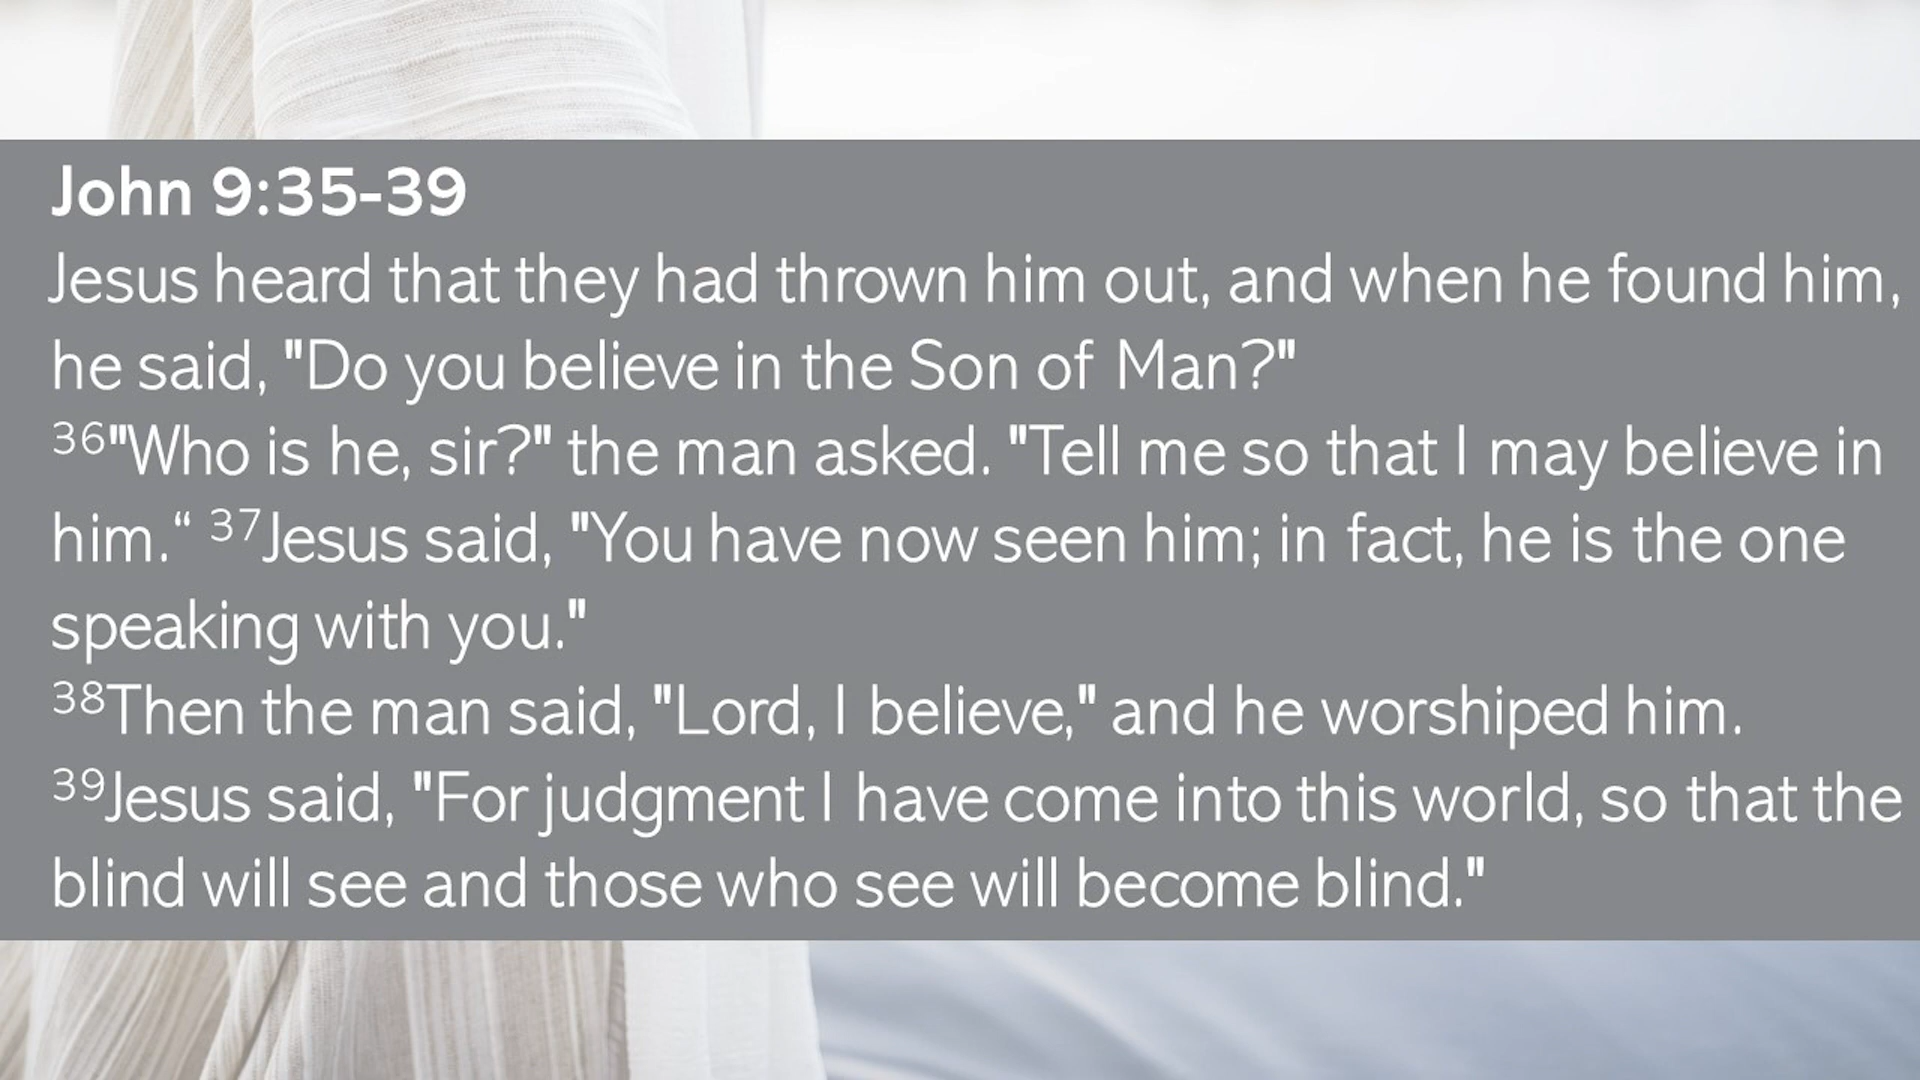 John 9:35-39
Jesus heard that they had thrown him out, and when he found him,
he said, "Do you believe in the Son of Man?"
36"Who is he, sir?" the man asked. "Tell me so that I may believe in
him.“ 37Jesus said, "You have now seen him; in fact, he is the one
speaking with you."
38Then the man said, "Lord, I believe," and he worshiped him.
39Jesus said, "For judgment I have come into this world, so that the
blind will see and those who see will become blind."